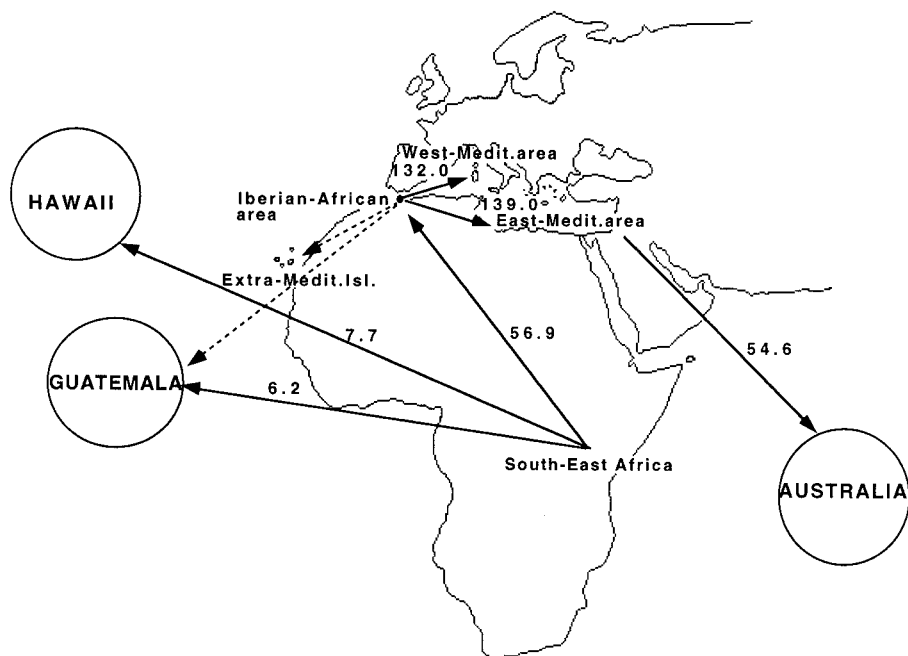 West-Medit.area
132.0
HAWAII
Iberian-African
area
139.0
East-Medit.area
Extra-Medit.Isl.
7.7
56.9
54.6
GUATEMALA
6.2
South-East Africa
AUSTRALIA